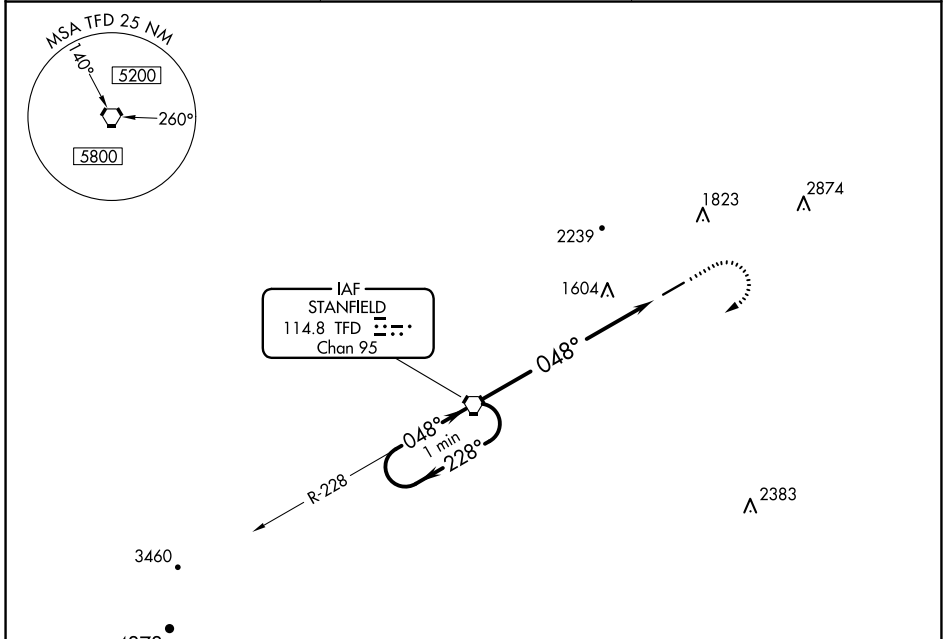 MSA TFD 25 NM
140°
5200
260°
5800
1823
2874
2239
1604
IAF
STANFIELD
114.8 TFD
Chan 95
048°
048°
1 min
228°
R-228
2383
3460